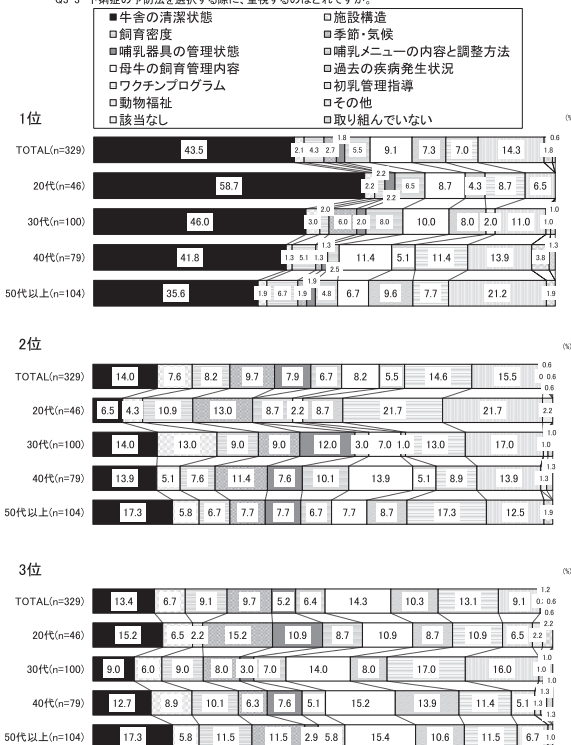 ■牛舎の清潔状態 □施設構造
□飼育密度 □季節・気候
■哺乳器具の管理状態 □哺乳メニューの内容と調整方法
□母牛の飼育管理内容 □過去の疾病発生状況
□ワクチンプログラム □初乳管理指導
□動物福祉 □その他
□該当なし □取り組んでいない
1位
(%
1.8 0.6
TOTAL(n=329) 43.5 2.1 4.3 2.7 5.5 9.1 7.3 7.0 14.3 1.8
2.2
20代(n=46) 58.7 2.2 6.5 8.7 4.3 8.7 6.5
2.2
2.0 1.0
30代(n=100) 46.0 3.0 6.0 2.0 8.0 10.0 8.0 2.0 11.0 1.0
1.3 1.3
40代(n=79) 41.8 1.3 5.1 1.3 11.4 5.1 11.4 13.9 3.8
2.5
1.9
50代以上(n=104) 35.6 1.9 6.7 1.9 4.8 6.7 9.6 7.7 21.2 1.9
2位
(%)
0.6
TOTAL(n=329) 14.0 7.6 8.2 9.7 7.9 6.7 8.2 5.5 14.6 15.5 0 0.6
0.6
20代(n=46) 6.5 4.3 10.9 13.0 8.7 2.2 8.7 21.7 21.7 2.2
1.0
30代(n=100) 14.0 13.0 9.0 9.0 12.0 3.0 7.0 1.0 13.0 17.0 1.0
1.3
40代(n=79) 13.9 5.1 7.6 11.4 7.6 10.1 13.9 5.1 8.9 13.9 1.3
1.3
50代以上(n=104) 17.3 5.8 6.7 7.7 7.7 6.7 7.7 8.7 17.3 12.5 1.9
3位
(%)
1.2
TOTAL(n=329) 13.4 6.7 9.1 9.7 5.2 6.4 14.3 10.3 13.1 9.1 0.6
0.6
2.2
20代(n=46) 15.2 6.5 2.2 15.2 10.9 8.7 10.9 8.7 10.9 6.5 2.2
1.0
30代(n=100) 9.0 6.0 9.0 8.0 3.0 7.0 14.0 8.0 17.0 16.0 1.0
1.0
1.3
40代(n=79) 12.7 8.9 10.1 6.3 7.6 5.1 15.2 13.9 11.4 5.1 1.3
1.3
50代以上(n=104) 17.3 5.8 11.5 11.5 2.9 5.8 15.4 10.6 11.5 6.7 1.0